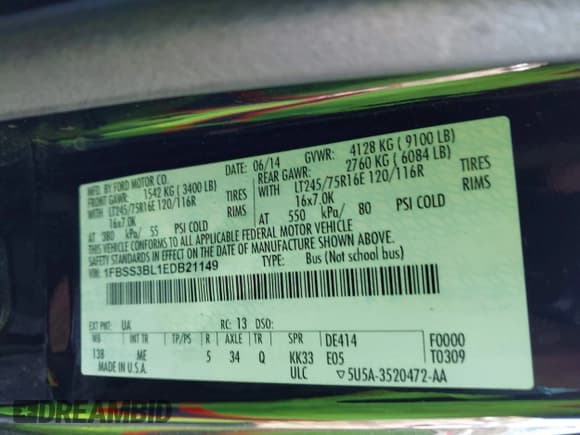 MFD. BY FORD MOTOR CO.
DATE: 06/14 GVWR: 4128 KG ( 9100 LB)
FRONT GAWR: 1542 KG ( 3400 LB) REAR GAWR: 2760 KG ( 6084 LB)
WITH LT245/75R16E 120/116R TIRES WITH LT245/75R16E 120/116R TIRES
16x7.0K RIMS 16x7.0K RIMS
AT 380 kPa/ 55 PSI COLD AT 550 kPa/ 80 PSI COLD
THIS VEHICLE CONFORMS TO ALL APPLICABLE FEDERAL MOTOR VEHICLE
SAFETY STANDARDS IN EFFECT ON THE DATE OF MANUFACTURE SHOWN ABOVE.
VIN: 1FBSS3BL1EDB21149 TYPE: Bus (Not school bus)
EXT PNT: UA RC: 13 DSO:
WB INT TR TP/PS R AXLE TR SPR DE414 F0000
138 ME 5 34 Q KK33 E05 T0309
MADE IN U.S.A. ULC ▽5U5A-3520472-AA
DREAMBID